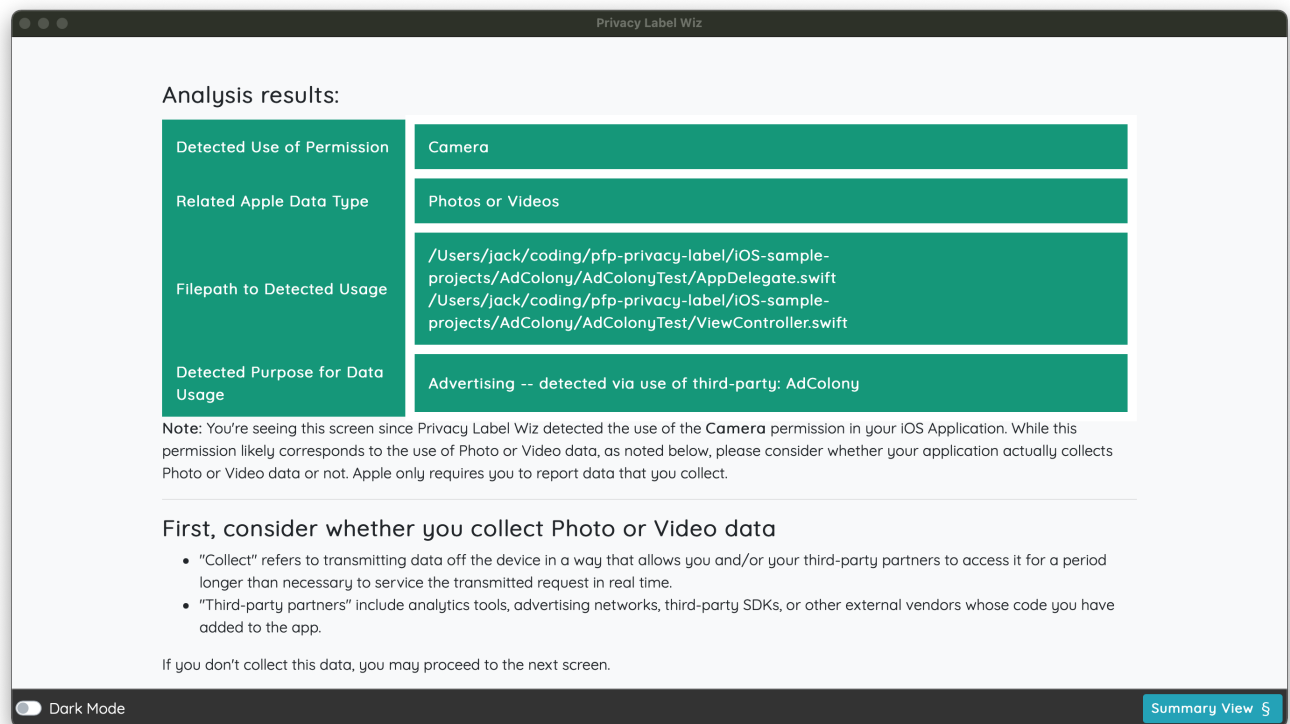 Privacy Label Wiz
Analysis results:
Detected Use of Permission
Camera
Related Apple Data Type
Photos or Videos
Filepath to Detected Usage
/Users/jack/coding/pfp-privacy-label/iOS-sample-
projects/AdColony/AdColonyTest/AppDelegate.swift
/Users/jack/coding/pfp-privacy-label/iOS-sample-
projects/AdColony/AdColonyTest/ViewController.swift
Detected Purpose for Data
Usage
Advertising -- detected via use of third-party: AdColony
Note: You're seeing this screen since Privacy Label Wiz detected the use of the Camera permission in your iOS Application. While this
permission likely corresponds to the use of Photo or Video data, as noted below, please consider whether your application actually collects
Photo or Video data or not. Apple only requires you to report data that you collect.
First, consider whether you collect Photo or Video data
• "Collect" refers to transmitting data off the device in a way that allows you and/or your third-party partners to access it for a period
longer than necessary to service the transmitted request in real time.
• "Third-party partners" include analytics tools, advertising networks, third-party SDKs, or other external vendors whose code you have
added to the app.
If you don't collect this data, you may proceed to the next screen.
Dark Mode
Summary View §